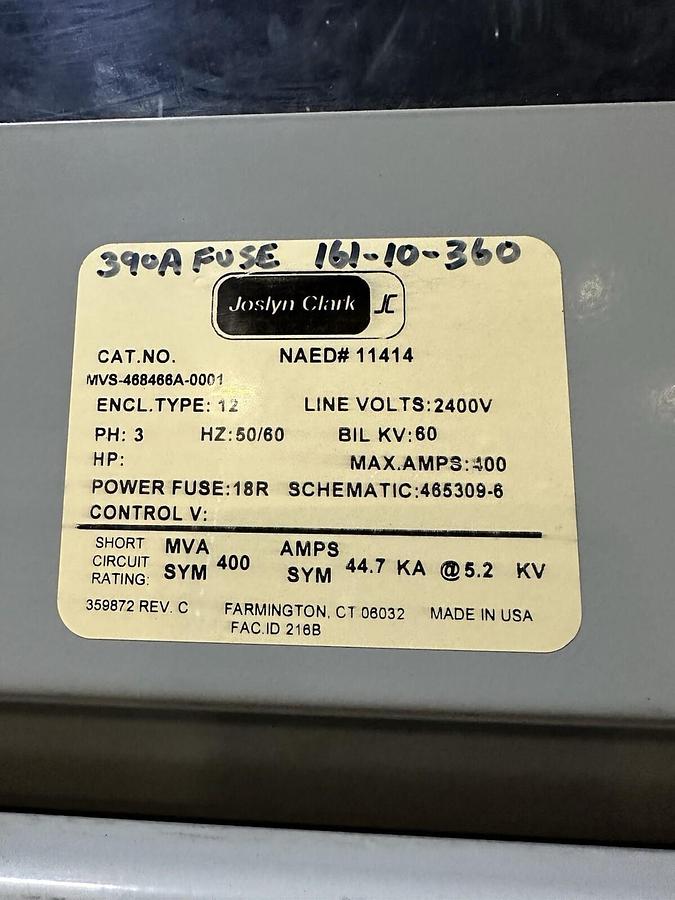 390A FUSE 161-10-360
Joslyn Clark JC
CAT.NO. NAED# 11414
MVS-468466A-0001
ENCL.TYPE: 12 LINE VOLTS:2400V
PH: 3 HZ:50/60 BIL KV:60
HP: MAX.AMPS:400
POWER FUSE:18R SCHEMATIC:465309-6
CONTROL V:
SHORT CIRCUIT RATING: MVA SYM 400 AMPS SYM 44.7 KA @5.2 KV
359872 REV. C FARMINGTON, CT 06032 MADE IN USA
FAC.ID 216B